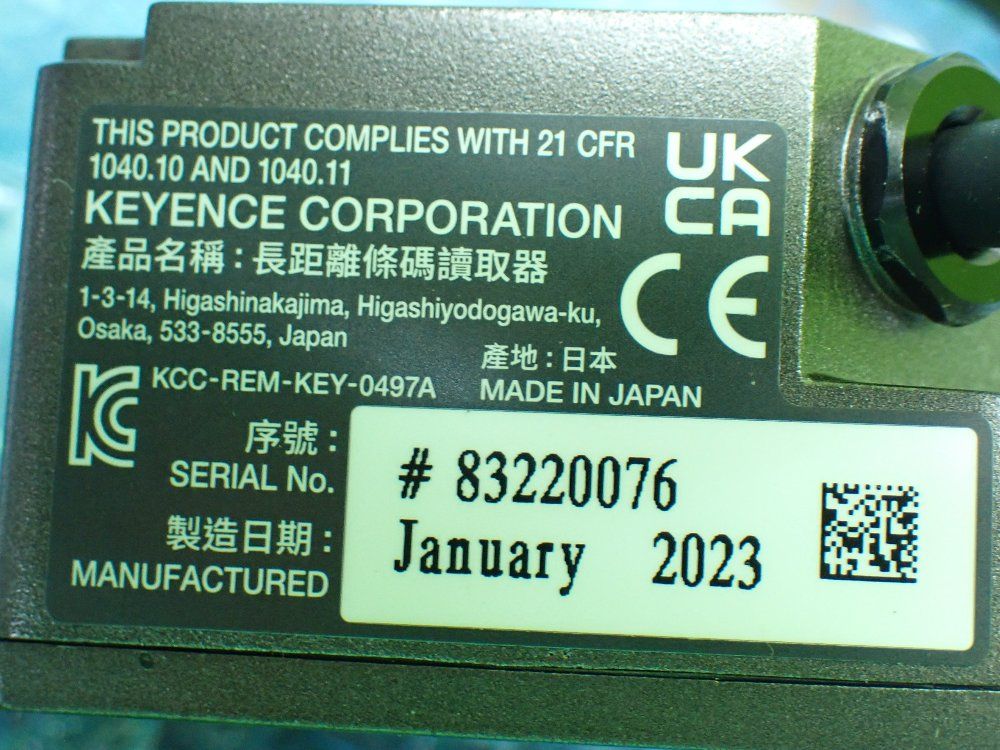 THIS PRODUCT COMPLIES WITH 21 CFR
1040.10 AND 1040.11
UK
CA
KEYENCE CORPORATION
產品名稱：長距離條碼讀取器
1-3-14, Higashinakajima, Higashiyodogawa-ku,
Osaka, 533-8555, Japan
CE
產地：日本
KCC-REM-KEY-0497A
MADE IN JAPAN
序號：
SERIAL No.
# 83220076
製造日期：
MANUFACTURED
January 2023